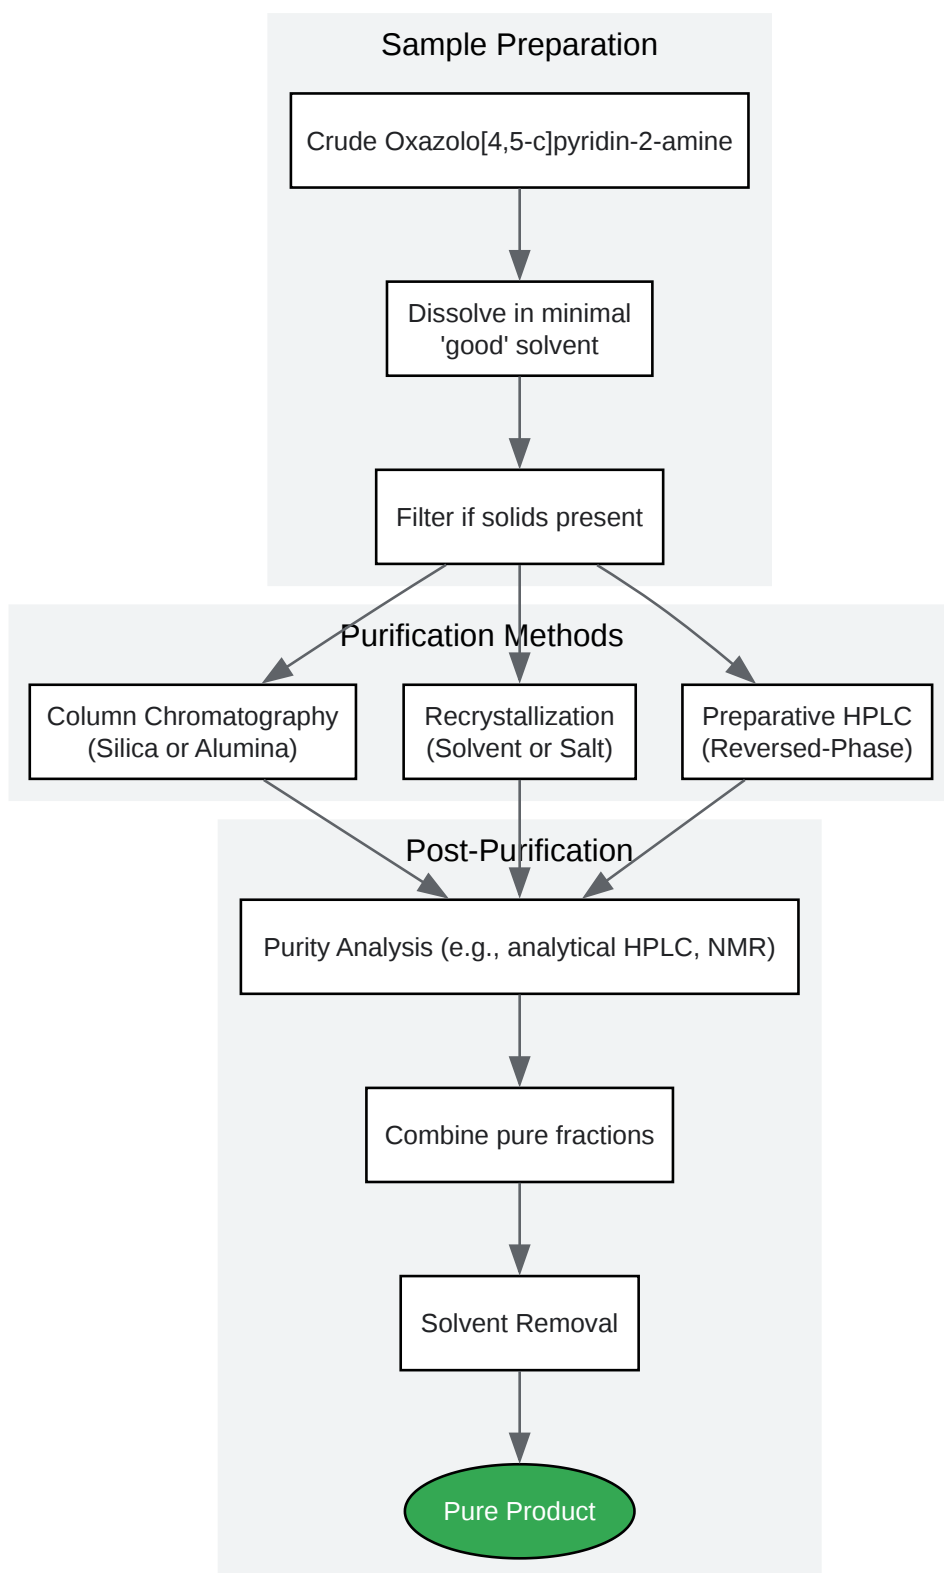 Sample Preparation
Crude Oxazolo[4,5-c]pyridin-2-amine
Dissolve in minimal
'good' solvent
Filter if solids present
Purification Methods
Column Chromatography
(Silica or Alumina)
Recrystallization
(Solvent or Salt)
Preparative HPLC
(Reversed-Phase)
Post-Purification
Purity Analysis (e.g., analytical HPLC, NMR)
Combine pure fractions
Solvent Removal
Pure Product